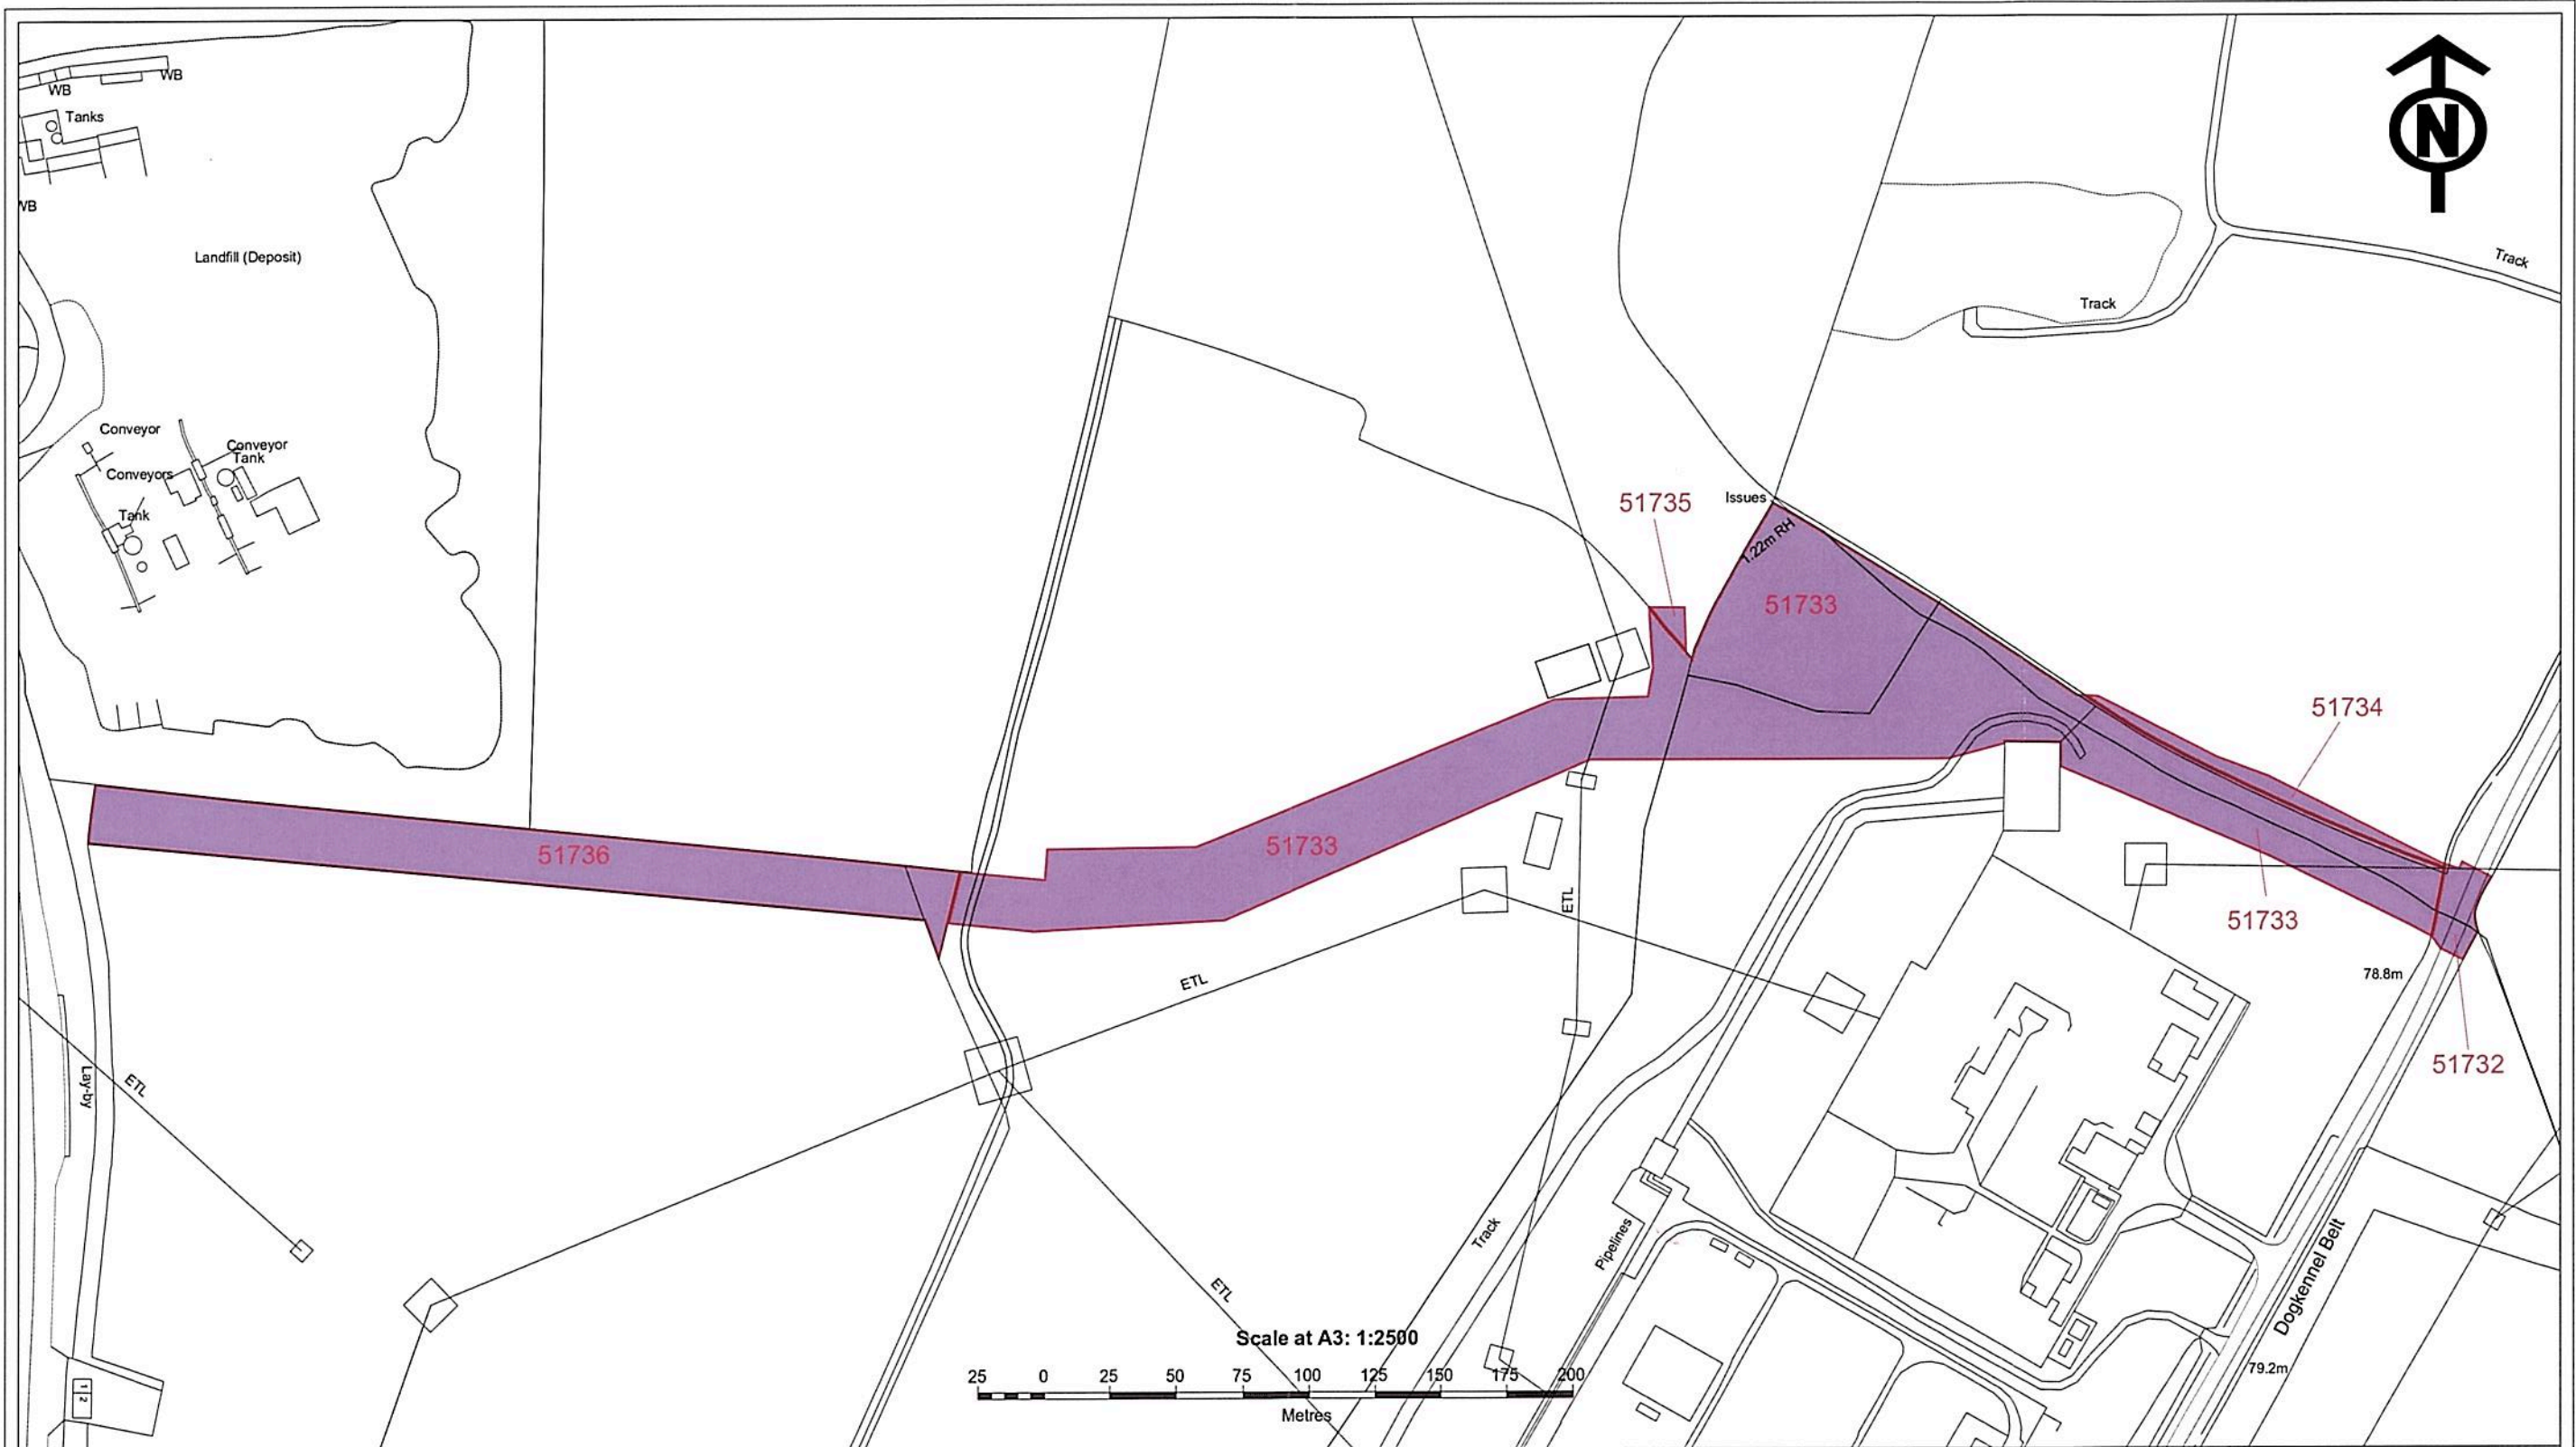 WB
WB
Tanks
WB
Landfill (Deposit)
N
Track
Track
Conveyor
Conveyor
Tank
Conveyors
Tank
51735
Issues
1.22m RH
51733
51734
51736
51733
51733
ETL
78.8m
ETL
51732
Lay-by
ETL
ETL
Track
Pipelines
Dogkennel Belt
79.2m
1 2
Scale at A3: 1:2500
25 0 25 50 75 100 125 150 175 200
Metres